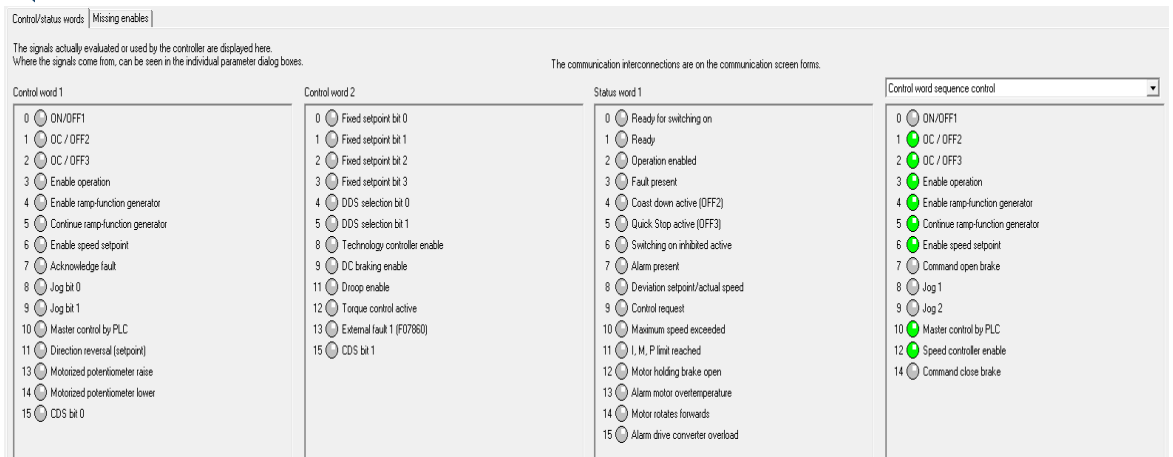 Control/status words Missing enables
The signals actually evaluated or used by the controller are displayed here.
Where the signals come from, can be seen in the individual parameter dialog boxes.
The communication interconnections are on the communication screen forms.
Control word 1
0 ON/OFF1
1 OC / OFF2
2 OC / OFF3
3 Enable operation
4 Enable ramp-function generator
5 Continue ramp-function generator
6 Enable speed setpoint
7 Acknowledge fault
8 Jog bit 0
9 Jog bit 1
10 Master control by PLC
11 Direction reversal (setpoint)
13 Motorized potentiometer raise
14 Motorized potentiometer lower
15 CDS bit 0
Control word 2
0 Fixed setpoint bit 0
1 Fixed setpoint bit 1
2 Fixed setpoint bit 2
3 Fixed setpoint bit 3
4 DDS selection bit 0
5 DDS selection bit 1
8 Technology controller enable
9 DC braking enable
11 Droop enable
12 Torque control active
13 External fault 1 (F07860)
15 CDS bit 1
Status word 1
0 Ready for switching on
1 Ready
2 Operation enabled
3 Fault present
4 Coast down active (OFF2)
5 Quick Stop active (OFF3)
6 Switching on inhibited active
7 Alarm present
8 Deviation setpoint/actual speed
9 Control request
10 Maximum speed exceeded
11 I, M, P limit reached
12 Motor holding brake open
13 Alarm motor overtemperature
14 Motor rotates forwards
15 Alarm drive converter overload
Control word sequence control
0 ON/OFF1
1 OC / OFF2
2 OC / OFF3
3 Enable operation
4 Enable ramp-function generator
5 Continue ramp-function generator
6 Enable speed setpoint
7 Command open brake
8 Jog 1
9 Jog 2
10 Master control by PLC
12 Speed controller enable
14 Command close brake